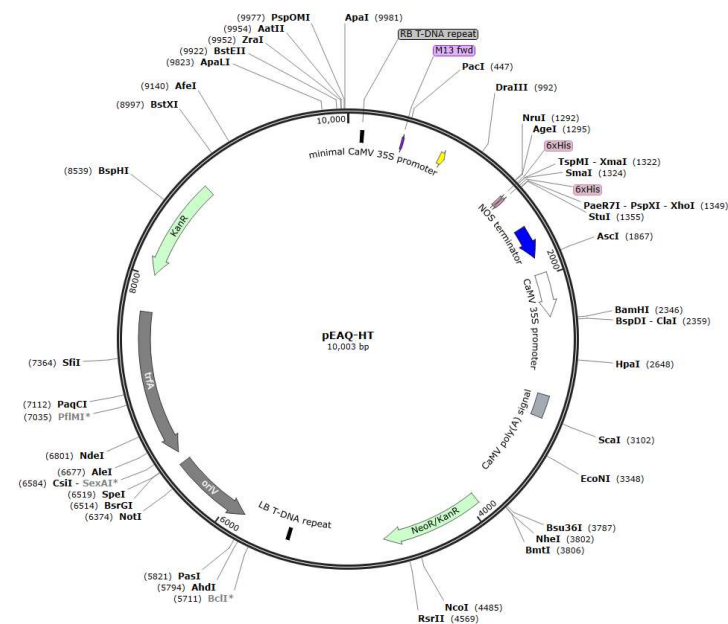 (9977) PspOMI
(9954) AatII
(9952) ZraI
(9922) BstEII
(9823) ApaLI
(9140) AfeI
(8997) BstXI
(8539) BspHI
ApaI (9981)
RB T-DNA repeat
M13 fwd
PacI (447)
DraIII (992)
NruI (1292)
AgeI (1295)
6xHis
TspMI - XmaI (1322)
SmaI (1324)
6xHis
PaeR7I - PspXI - XhoI (1349)
StuI (1355)
AscI (1867)
BamHI (2346)
BspDI - ClaI (2359)
HpaI (2648)
ScaI (3102)
EcoNI (3348)
Bsu36I (3787)
NheI (3802)
BmtI (3806)
NcoI (4485)
RsrII (4569)
(7364) SfiI
(7112) PaqCI
(7035) PflMI*
(6801) NdeI
(6677) AleI
(6584) CsiI - SexAI*
(6519) SpeI
(6514) BsrGI
(6374) NotI
(5821) PasI
(5794) AhdI
(5711) BclI*
10,000
2000
4000
6000
8000
minimal CaMV 35S promoter
NOS terminator
CaMV 35S promoter
CaMV poly(A) signal
NeoR/KanR
LB T-DNA repeat
oriV
trfA
KanR
pEAQ-HT
10,003 bp